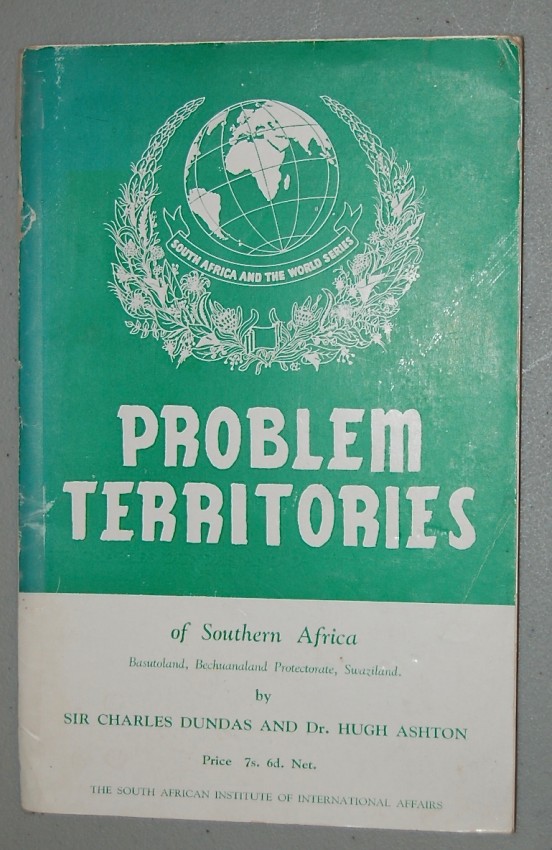 SOUTH AFRICA AND THE WORLD SERIES
PROBLEM
TERRITORIES
of Southern Africa
Basutoland, Bechuanaland Protectorate, Swaziland.
by
SIR CHARLES DUNDAS AND Dr. HUGH ASHTON
Price 7s. 6d. Net.
THE SOUTH AFRICAN INSTITUTE OF INTERNATIONAL AFFAIRS